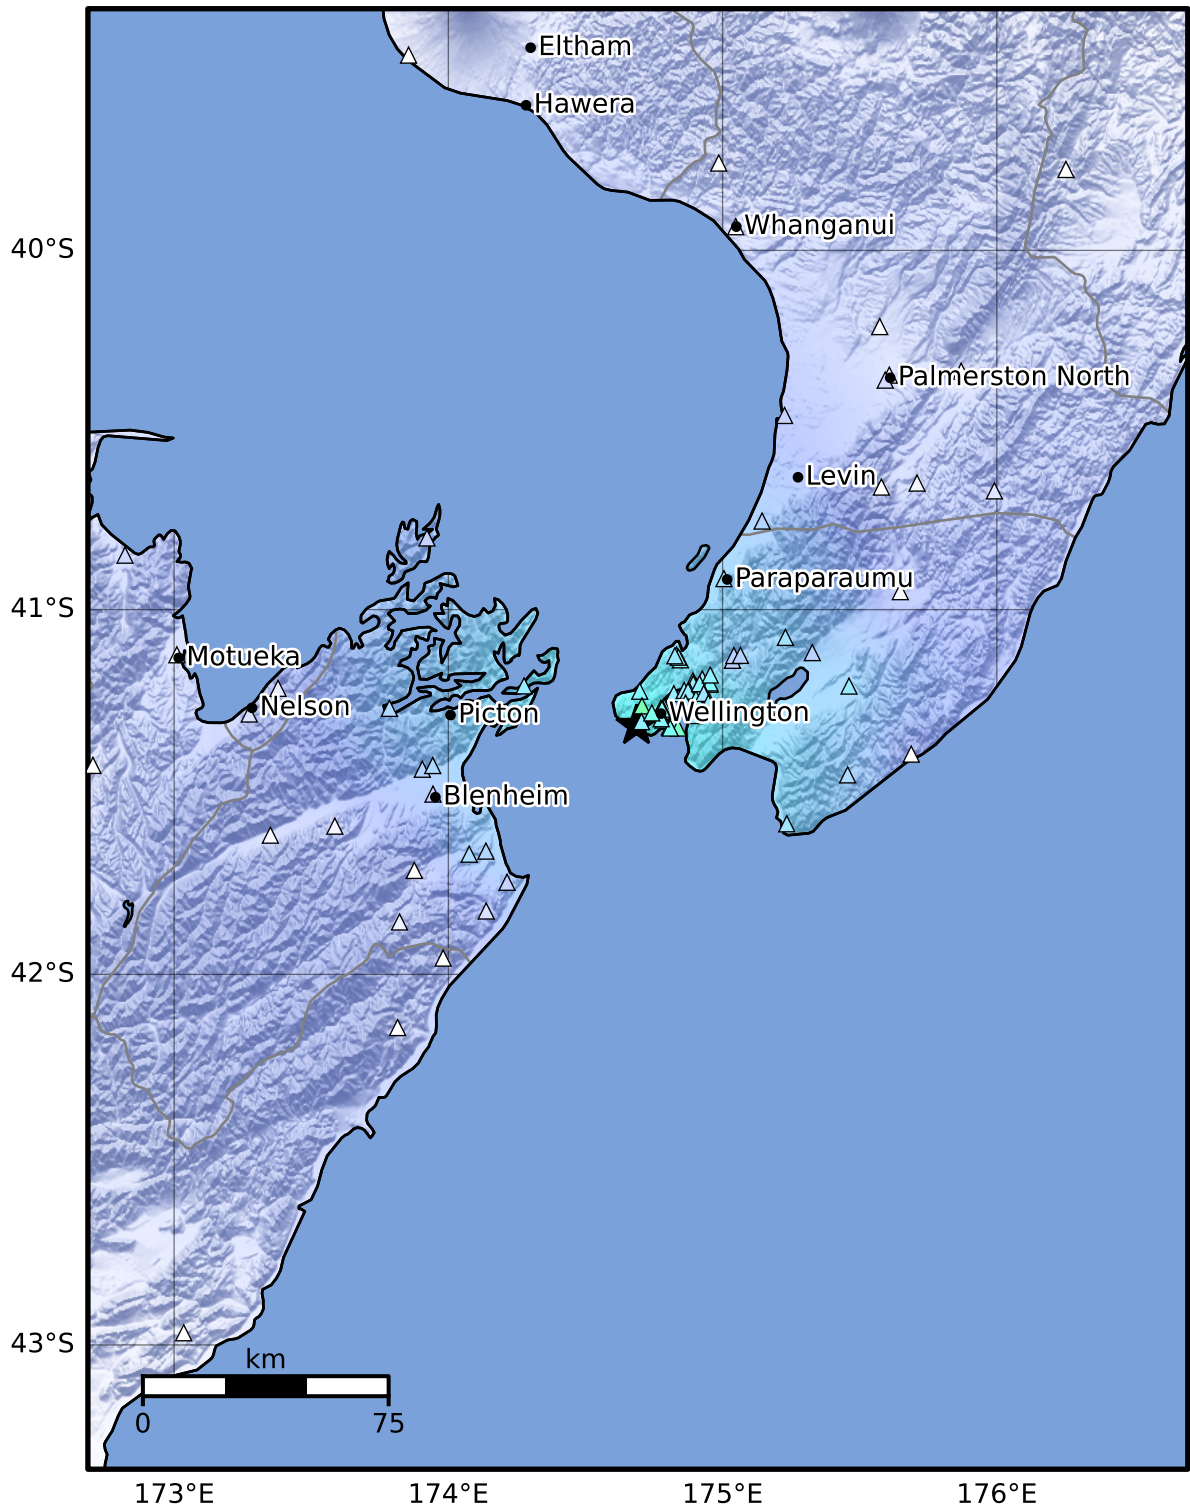 Eltham
Hawera
Whanganui
40°S
Palmerston North
Levin
Paraparaumu
41°S
Motueka
Nelson
Picton
Wellington
Blenheim
42°S
43°S
km
0
75
173°E
174°E
175°E
176°E